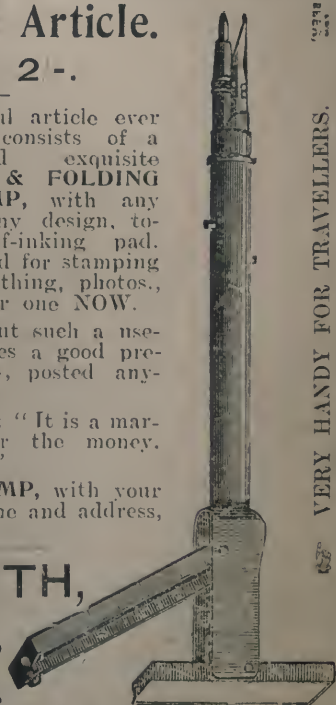 Article.
2 -.
al article ever
consists of a
d exquisite
& FOLDING
MP, with any
ny design, to-
f-inking pad.
d for stamping
thing, photos.,
r one NOW.
ut such a use-
es a good pre-
., posted any-
: "It is a mar-
r the money.
"
MP, with your
ne and address,
TH,
VERY HANDY FOR TRAVELLERS.